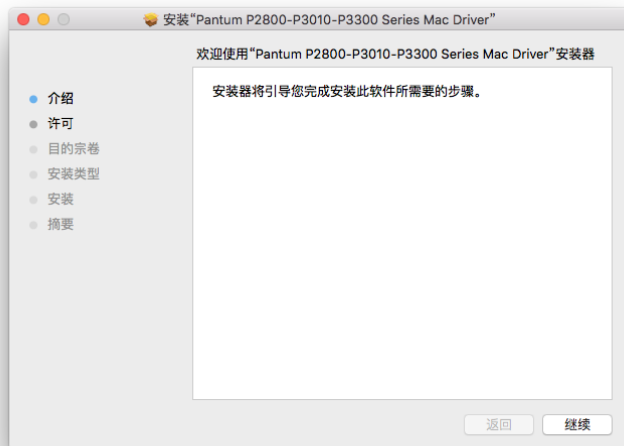 安装“Pantum P2800-P3010-P3300 Series Mac Driver”
欢迎使用“Pantum P2800-P3010-P3300 Series Mac Driver”安装器
介绍
许可
目的宗卷
安装类型
安装
摘要
安装器将引导您完成安装此软件所需要的步骤。
返回
继续